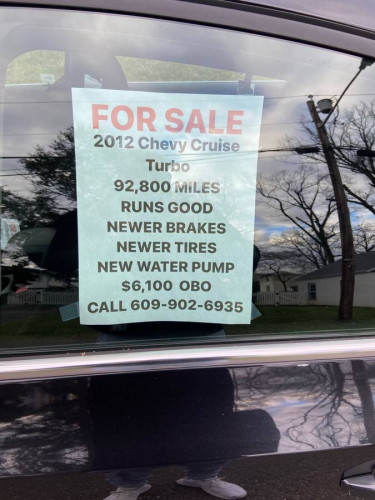 FOR SALE
2012 Chevy Cruise
Turbo
92,800 MILES
RUNS GOOD
NEWER BRAKES
NEWER TIRES
NEW WATER PUMP
$6,100 OBO
CALL 609-902-6935